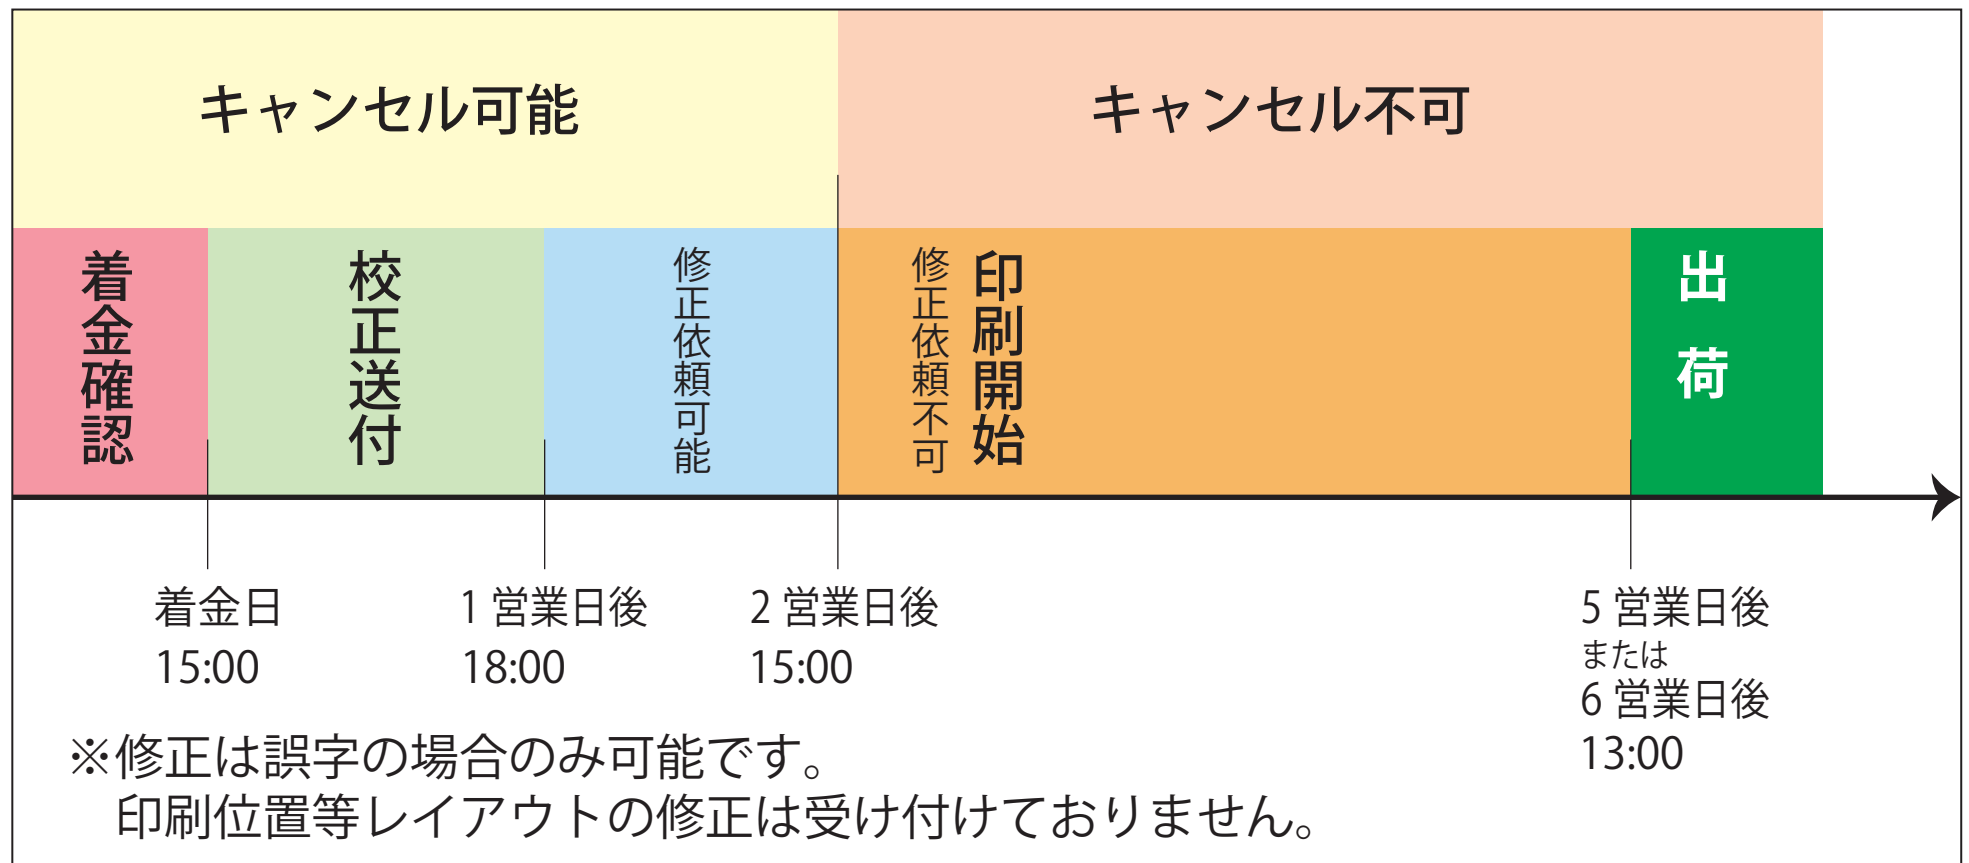 キャンセル可能
キャンセル不可
着金確認
校正送付
修正依頼可能
印刷開始
修正依頼不可
出荷
着金日
15:00
1 営業日後
18:00
2 営業日後
15:00
5 営業日後
または
6 営業日後
13:00
※修正は誤字の場合のみ可能です。
印刷位置等レイアウトの修正は受け付けておりません。